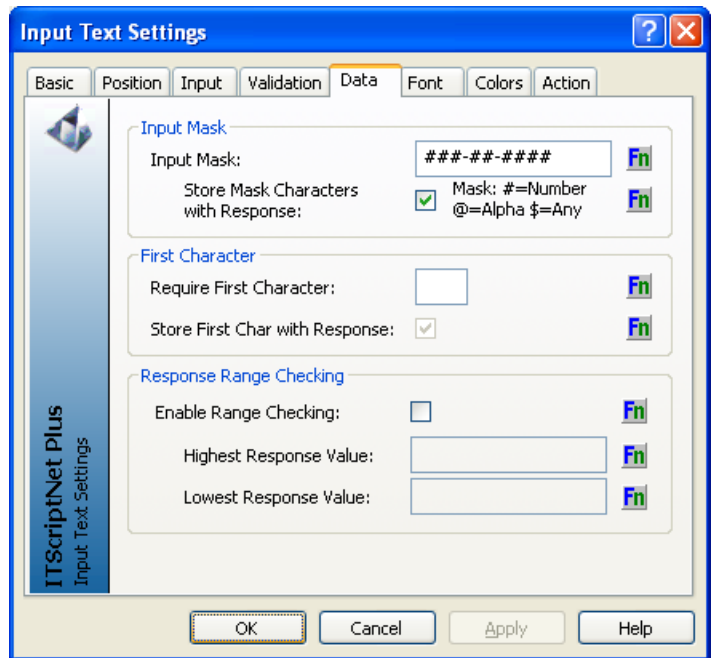 Input Text Settings
?
Basic Position Input Validation Data Font Colors Action
Input Mask
Input Mask: ###-##-#### Fn
Store Mask Characters with Response: Mask: #=Number @=Alpha $=Any Fn
First Character
Require First Character: Fn
Store First Char with Response: Fn
Response Range Checking
Enable Range Checking: Fn
Highest Response Value: Fn
Lowest Response Value: Fn
ITScriptNet Plus
Input Text Settings
OK Cancel Apply Help